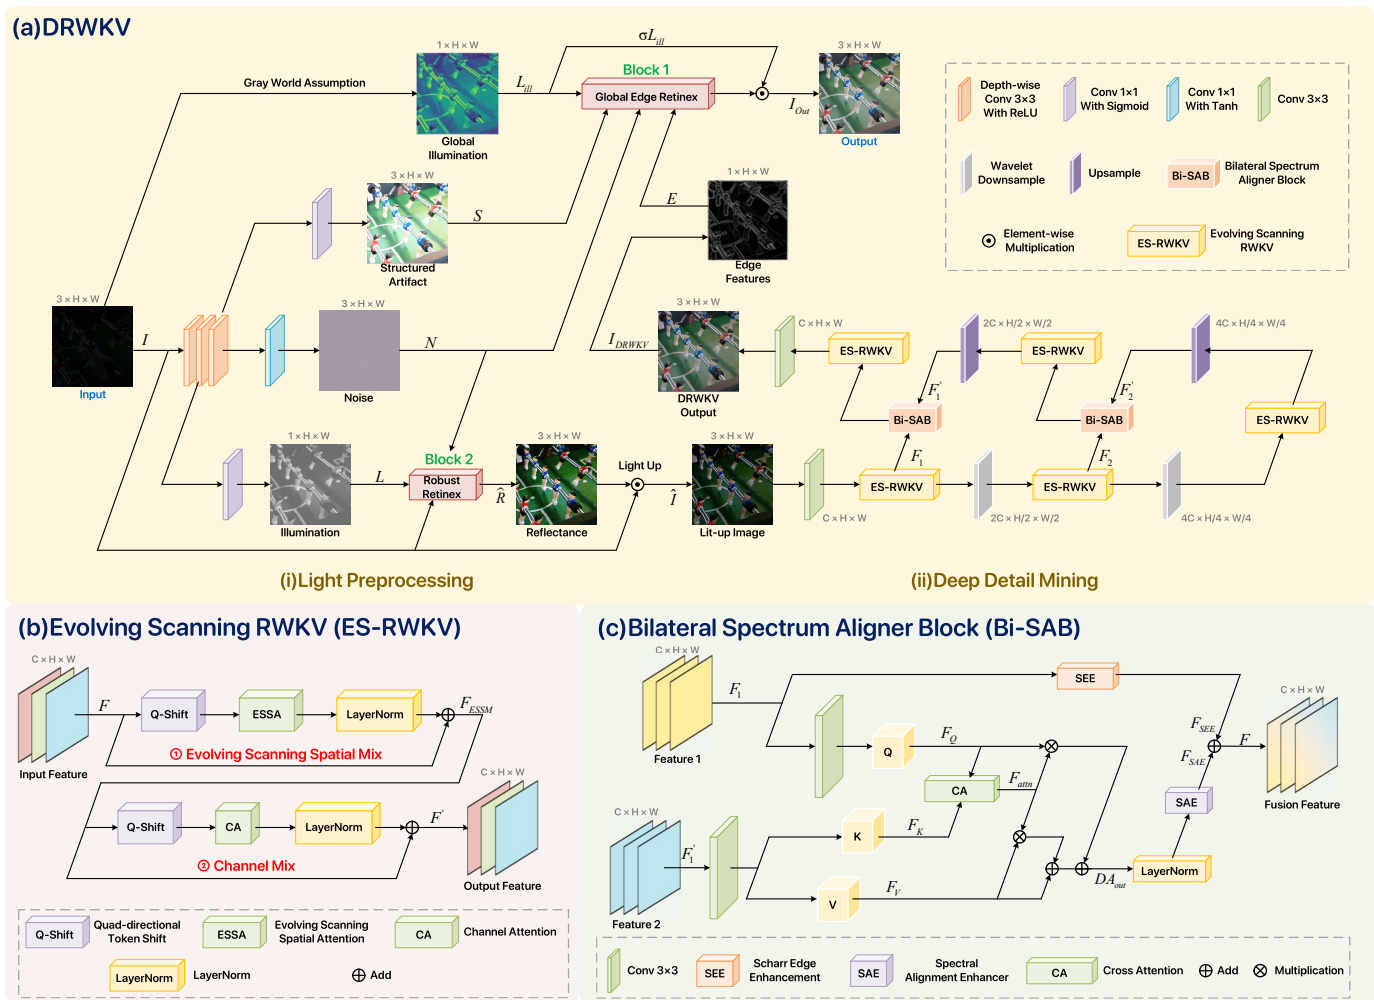 (a)DRWKV
1 × H × W
Gray World Assumption
Global
Illumination
L_ill
σL_ill
Block 1
Global Edge Retinex
I_Out
3 × H × W
Output
Depth-wise
Conv 3×3
With ReLU
Conv 1×1
With Sigmoid
Conv 1×1
With Tanh
Conv 3×3
Wavelet
Downsample
Upsample
Bi-SAB
Bilateral Spectrum
Aligner Block
Element-wise
Multiplication
ES-RWKV
Evolving Scanning
RWKV
3 × H × W
S
Structured
Artifact
1 × H × W
E
Edge
Features
3 × H × W
I
Input
3 × H × W
N
Noise
3 × H × W
I_DRWKV
DRWKV
Output
C × H × W
ES-RWKV
2C × H/2 × W/2
ES-RWKV
4C × H/4 × W/4
F'_1
F'_2
Bi-SAB
Bi-SAB
ES-RWKV
F_1
F_2
1 × H × W
L
Illumination
Block 2
Robust
Retinex
R̂
3 × H × W
Reflectance
Light Up
Î
3 × H × W
Lit-up Image
C × H × W
ES-RWKV
2C × H/2 × W/2
ES-RWKV
4C × H/4 × W/4
(i)Light Preprocessing
(ii)Deep Detail Mining
(b)Evolving Scanning RWKV (ES-RWKV)
C × H × W
Input Feature
F
Q-Shift
ESSA
LayerNorm
F_ESSM
① Evolving Scanning Spatial Mix
Q-Shift
CA
LayerNorm
F'
② Channel Mix
C × H × W
Output Feature
Q-Shift
Quad-directional
Token Shift
ESSA
Evolving Scanning
Spatial Attention
CA
Channel Attention
LayerNorm
LayerNorm
Add
(c)Bilateral Spectrum Aligner Block (Bi-SAB)
C × H × W
Feature 1
F_1
SEE
Q
F_Q
CA
F_attn
K
F_K
V
F_V
C × H × W
Feature 2
F'_1
DA_out
LayerNorm
SAE
F_SAE
F_SEE
F
C × H × W
Fusion Feature
Conv 3×3
SEE
Scharr Edge
Enhancement
SAE
Spectral
Alignment Enhancer
CA
Cross Attention
Add
Multiplication